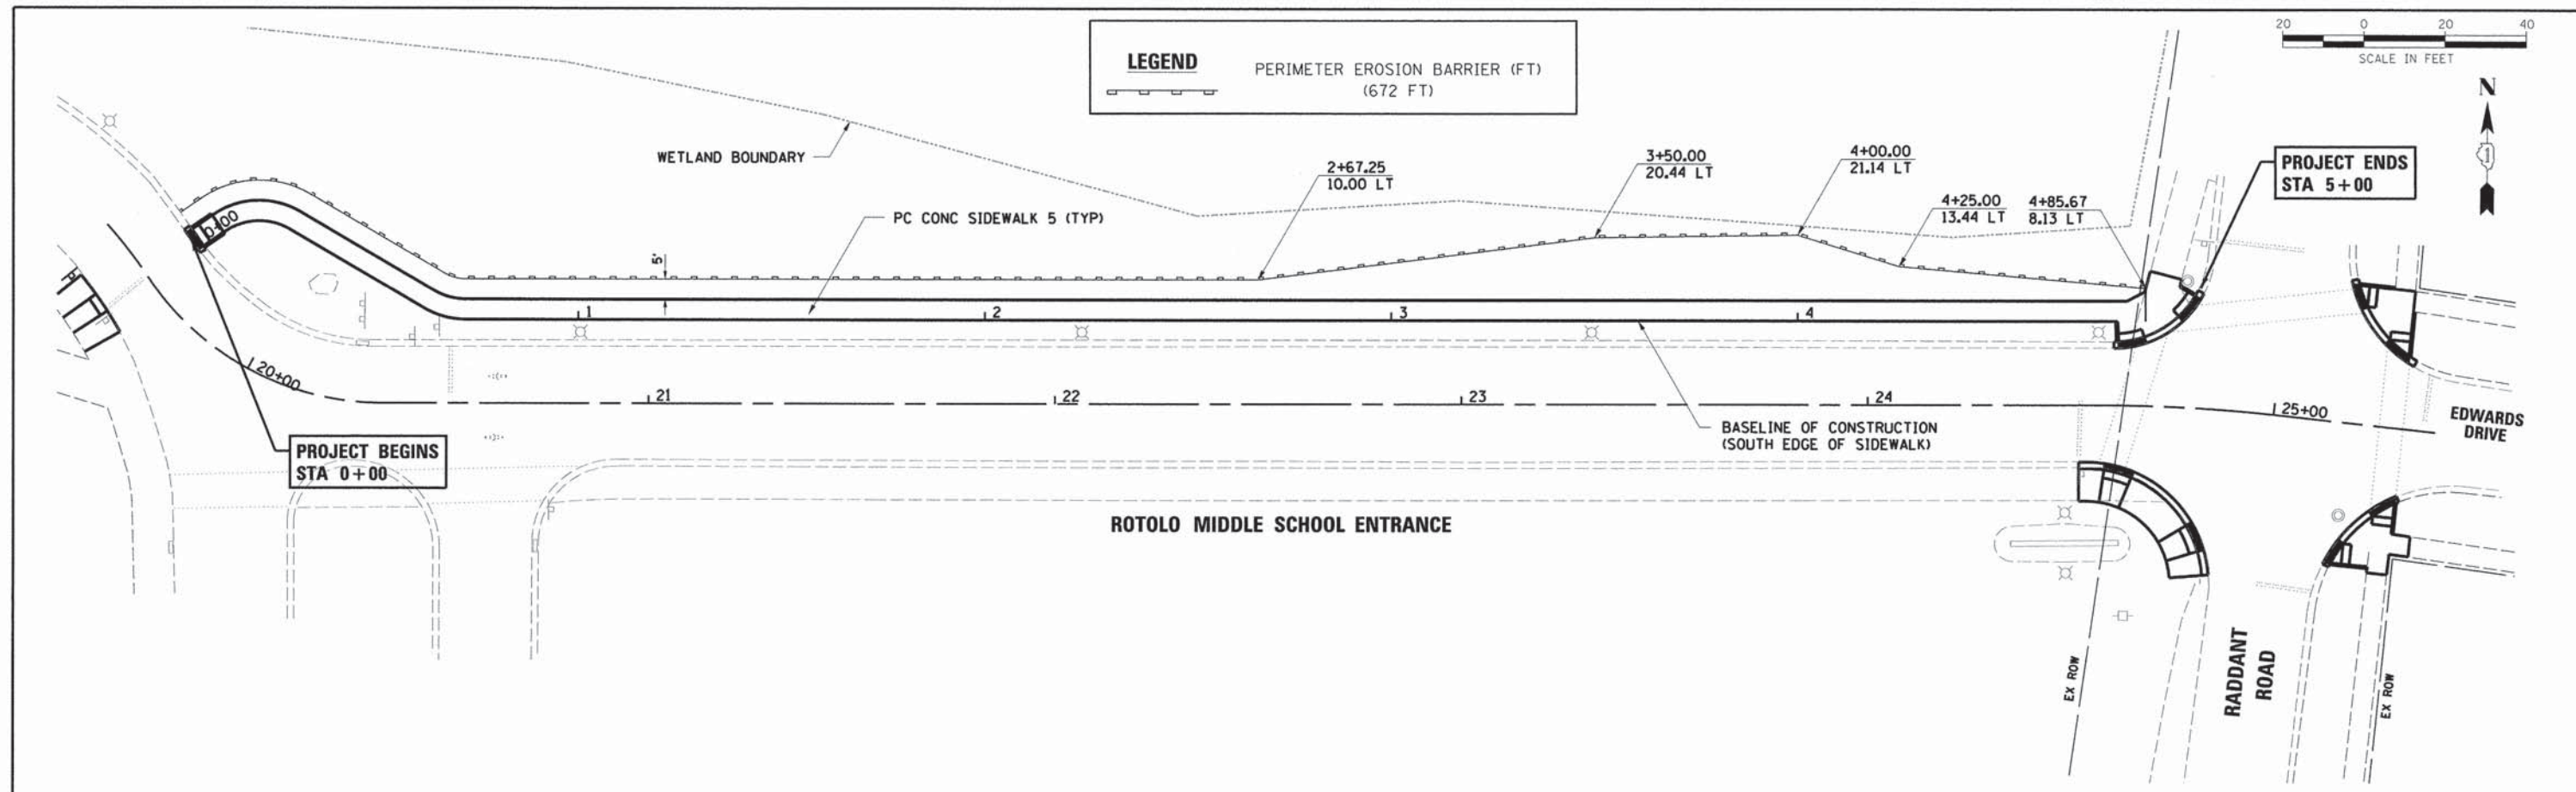 20 0 20 40
SCALE IN FEET
LEGEND
PERIMETER EROSION BARRIER (FT)
(672 FT)
N
WETLAND BOUNDARY
2+67.25
10.00 LT
3+50.00
20.44 LT
4+00.00
21.14 LT
4+25.00
13.44 LT
4+85.67
8.13 LT
PROJECT ENDS
STA 5+00
PC CONC SIDEWALK 5 (TYP)
0+00
5'
1 2 3 4
20+00
21 22 23 24 25+00
EDWARDS
DRIVE
BASELINE OF CONSTRUCTION
(SOUTH EDGE OF SIDEWALK)
PROJECT BEGINS
STA 0+00
ROTOLO MIDDLE SCHOOL ENTRANCE
EX ROW
RADDANT
ROAD
EX ROW